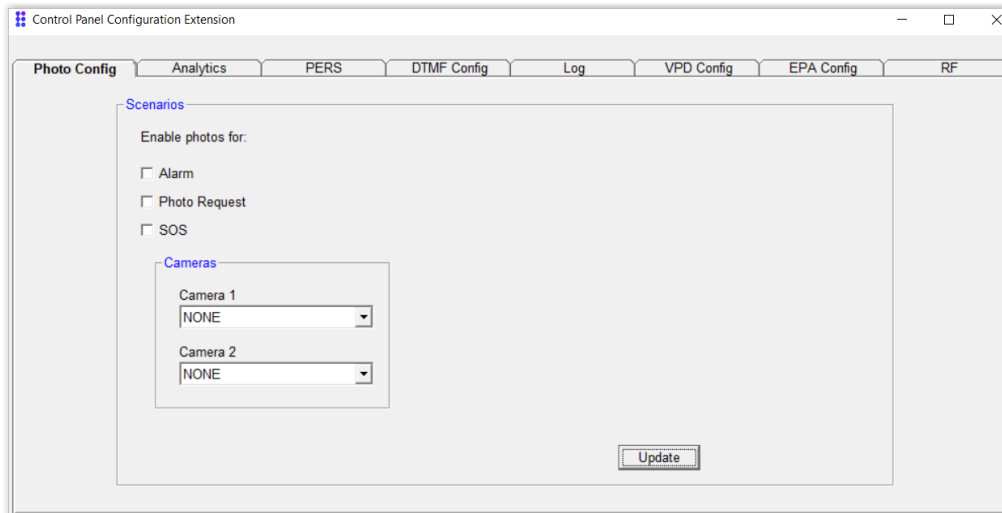 Control Panel Configuration Extension
Photo Config Analytics PERS DTMF Config Log VPD Config EPA Config RF
Scenarios
Enable photos for:
Alarm
Photo Request
SOS
Cameras
Camera 1
NONE
Camera 2
NONE
Update